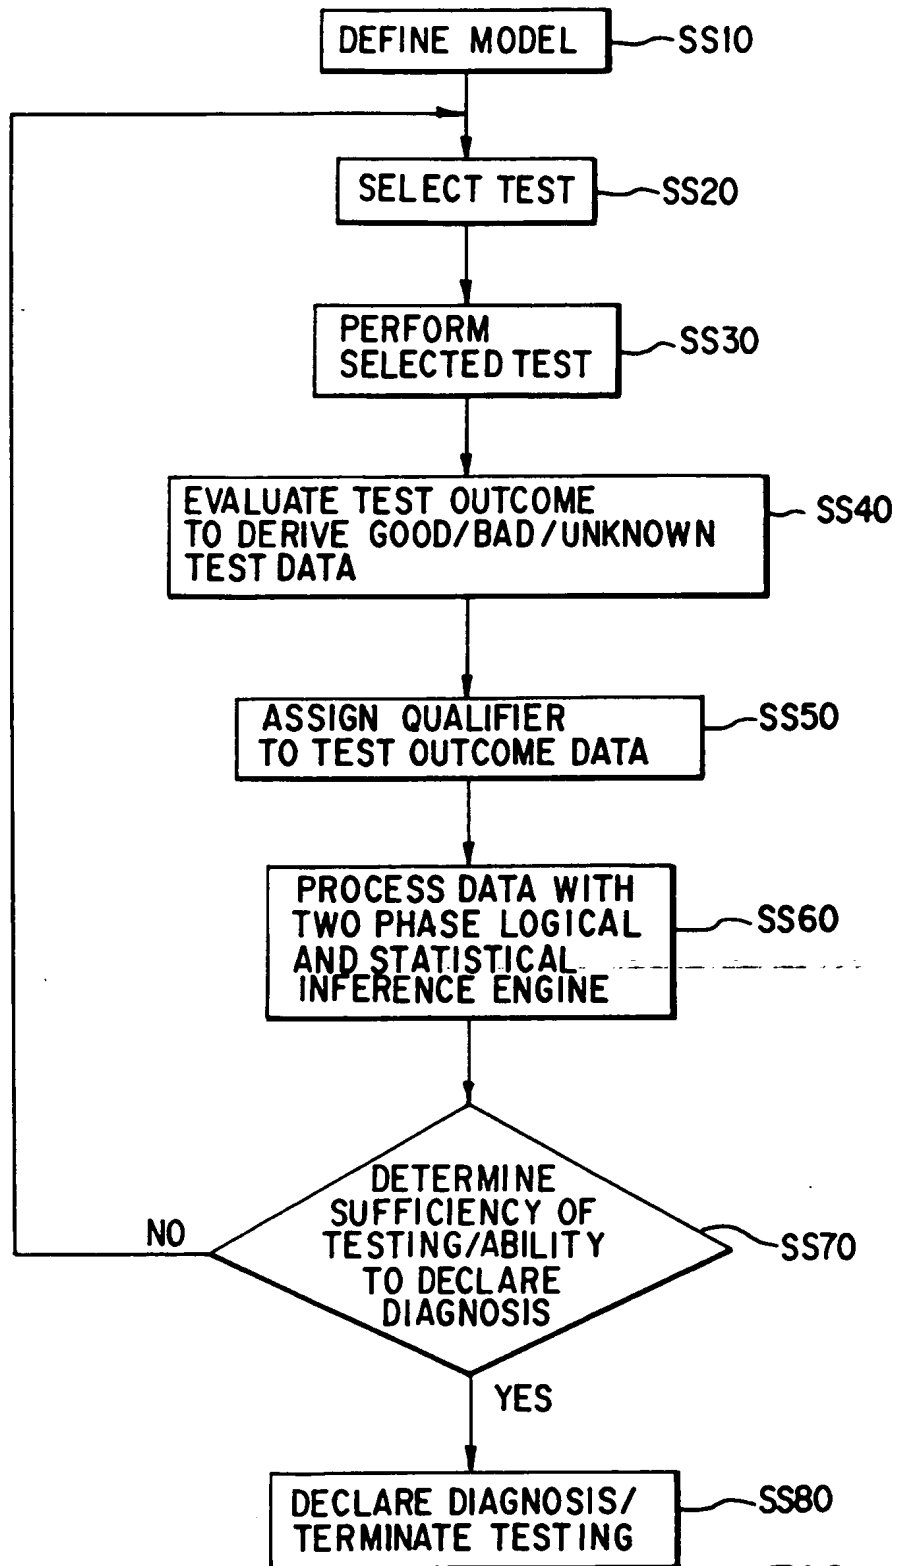 DEFINE MODEL
SS10
SELECT TEST
SS20
PERFORM
SELECTED TEST
SS30
EVALUATE TEST OUTCOME
TO DERIVE GOOD/BAD/UNKNOWN
TEST DATA
SS40
ASSIGN QUALIFIER
TO TEST OUTCOME DATA
SS50
PROCESS DATA WITH
TWO PHASE LOGICAL
AND STATISTICAL
INFERENCE ENGINE
SS60
DETERMINE
SUFFICIENCY OF
TESTING/ABILITY
TO DECLARE
DIAGNOSIS
SS70
NO
YES
DECLARE DIAGNOSIS/
TERMINATE TESTING
SS80